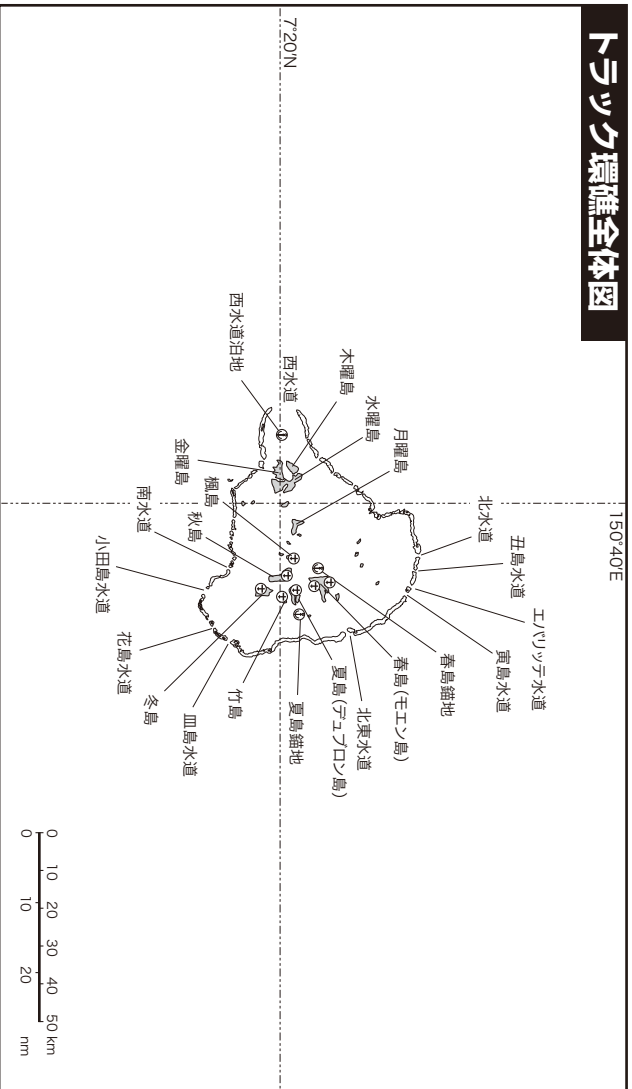 トラック環礁全体図
150°40′E
7°20′N
北水道
丑島水道
エバリッテ水道
寅島水道
春島錨地
春島(モエン島)
北東水道
夏島(デュブロン島)
夏島錨地
竹島
皿島水道
冬島
花島水道
小田島水道
南水道
秋島
楓島
金曜島
西水道泊地
西水道
木曜島
水曜島
月曜島
0 10 20 30 40 50 km
0 10 20 nm